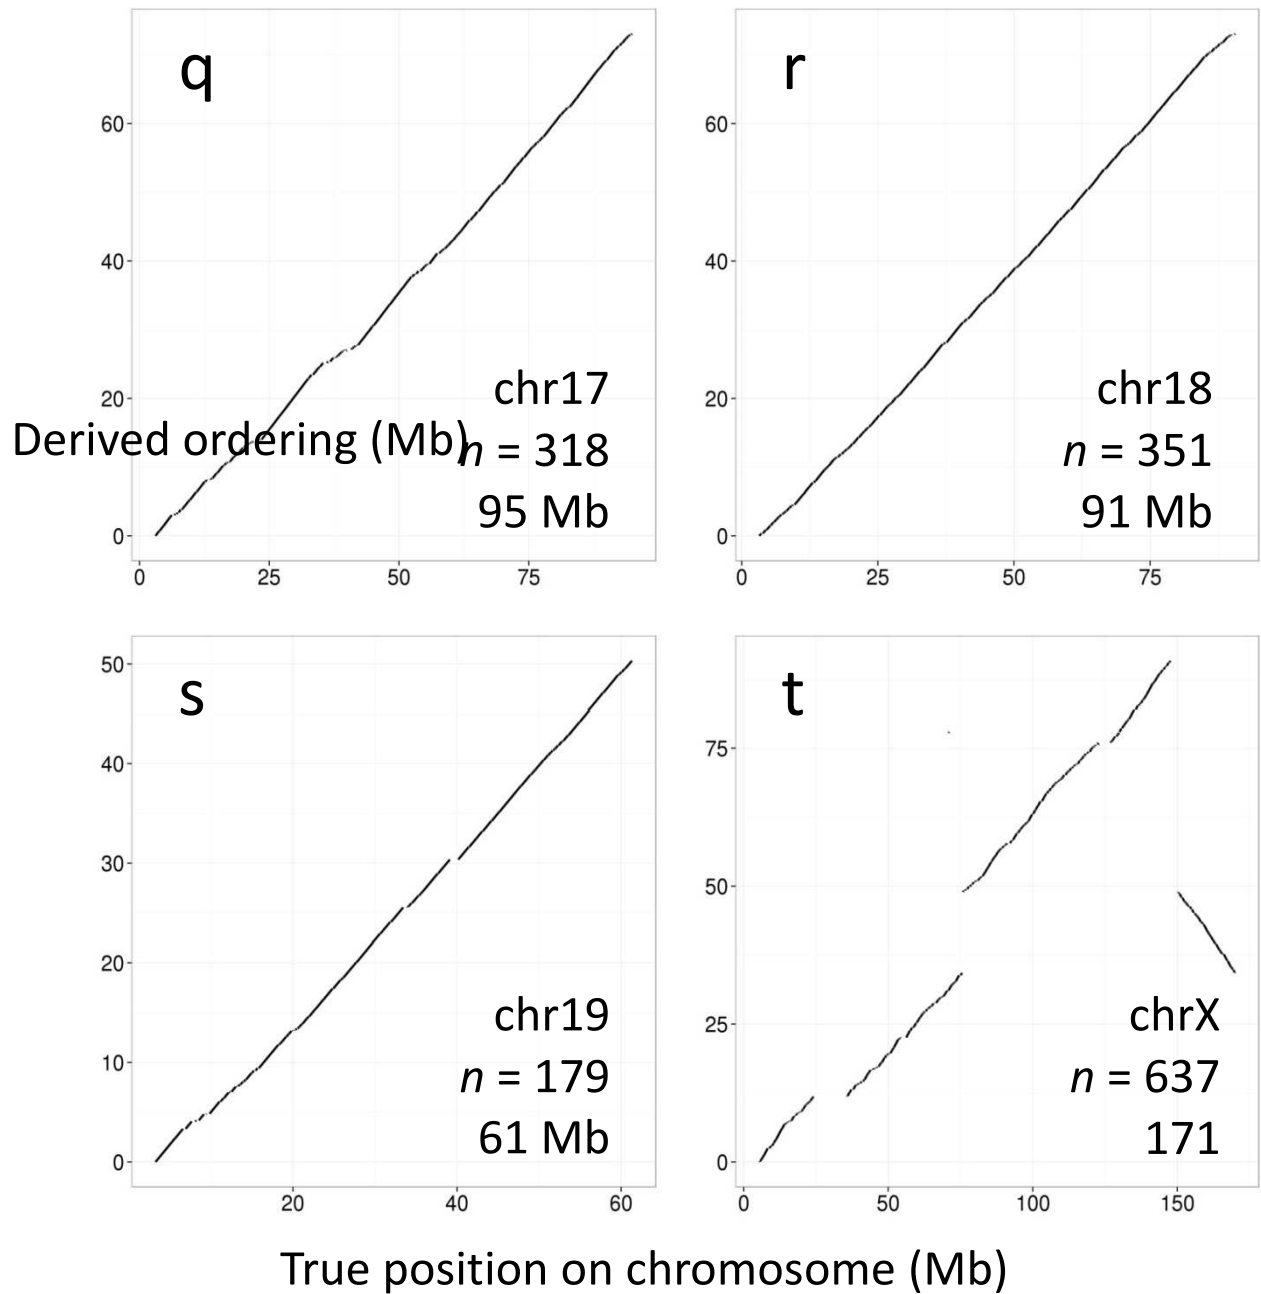 q
60
40
20
0
0 25 50 75
chr17
n = 318
95 Mb
r
60
40
20
0
0 25 50 75
chr18
n = 351
91 Mb
Derived ordering (Mb)
s
50
40
30
20
10
0
20 40 60
chr19
n = 179
61 Mb
t
75
50
25
0
0 50 100 150
chrX
n = 637
171
True position on chromosome (Mb)